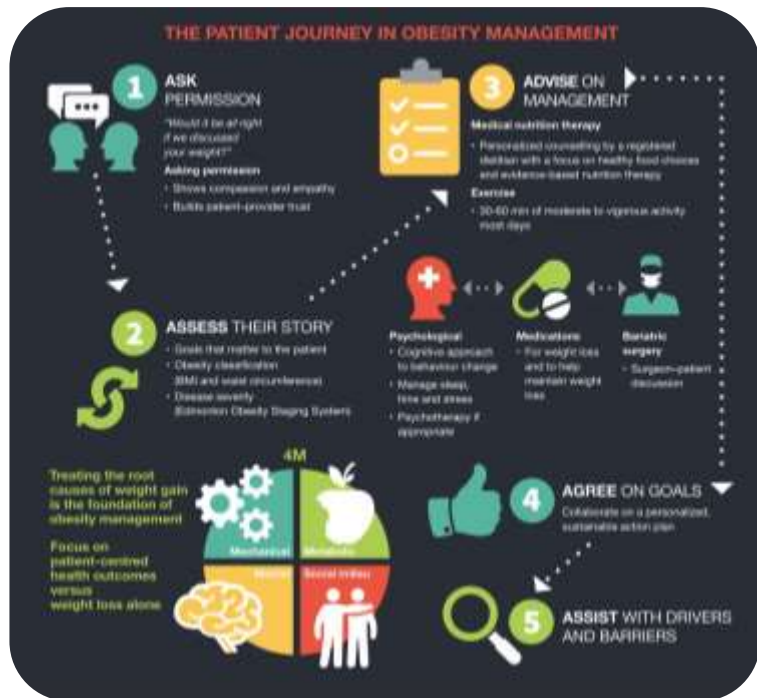 THE PATIENT JOURNEY IN OBESITY MANAGEMENT
1
ASK
PERMISSION
"Would it be all right
if we discussed
your weight?"
Asking permission
• Shows compassion and empathy
• Builds patient-provider trust
2
ASSESS THEIR STORY
• Goals that matter to the patient
• Obesity classification
(BMI and waist circumference)
• Disease severity
(Edmonton Obesity Staging System)
3
ADVISE ON
MANAGEMENT
Medical nutrition therapy
• Personalized counselling by a registered
dietitian with a focus on healthy food choices
and evidence-based nutrition therapy
Exercise
• 30-60 min of moderate to vigorous activity
most days
Psychological
• Cognitive approach
to behaviour change
• Manage sleep,
time and stress
• Psychotherapy if
appropriate
Medications
• For weight loss
and to help
maintain weight
loss
Bariatric
surgery
• Surgeon–patient
discussion
4M
Treating the root
causes of weight gain
is the foundation of
obesity management
Focus on
patient-centred
health outcomes
versus
weight loss alone
Mechanical
Metabolic
Mental
Social milieu
4
AGREE ON GOALS
Collaborate on a personalized,
sustainable action plan
5
ASSIST WITH DRIVERS
AND BARRIERS